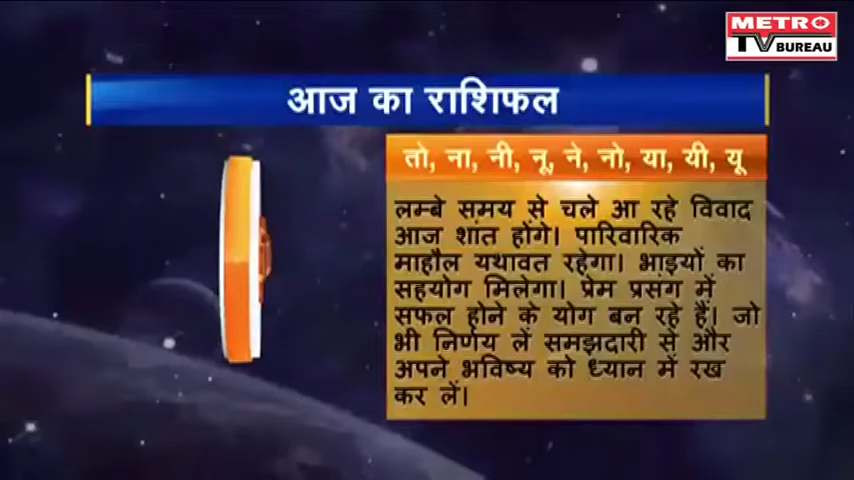 METRO
TV BUREAU
आज का राशिफल
तो, ना, नी, नू, ने, नो, या, यी, यू
लम्बे समय से चले आ रहे विवाद
आज शांत होंगे। पारिवारिक
माहौल यथावत रहेगा। भाइयों का
सहयोग मिलेगा। प्रेम प्रसंग में
सफल होने के योग बन रहे हैं। जो
भी निर्णय लें समझदारी से और
अपने भविष्य को ध्यान में रख
कर लें।